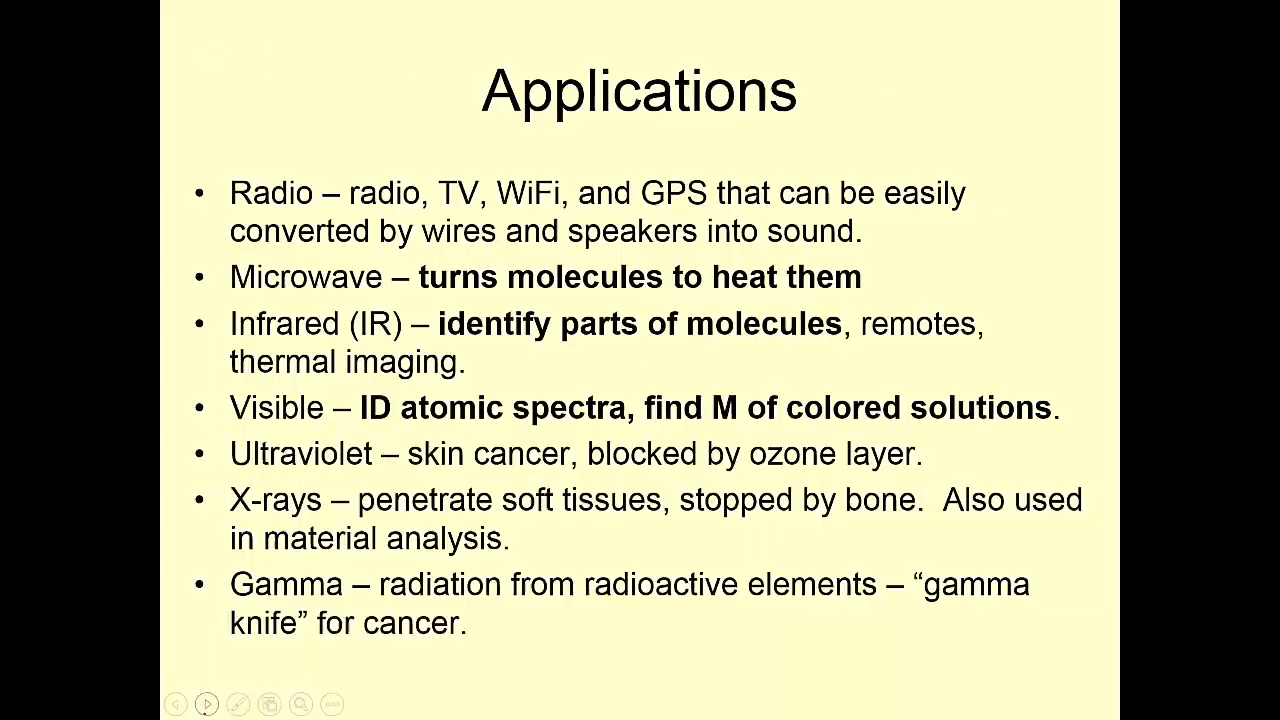 Applications
• Radio – radio, TV, WiFi, and GPS that can be easily
converted by wires and speakers into sound.
• Microwave – turns molecules to heat them
• Infrared (IR) – identify parts of molecules, remotes,
thermal imaging.
• Visible – ID atomic spectra, find M of colored solutions.
• Ultraviolet – skin cancer, blocked by ozone layer.
• X-rays – penetrate soft tissues, stopped by bone.  Also used
in material analysis.
• Gamma – radiation from radioactive elements – “gamma
knife” for cancer.